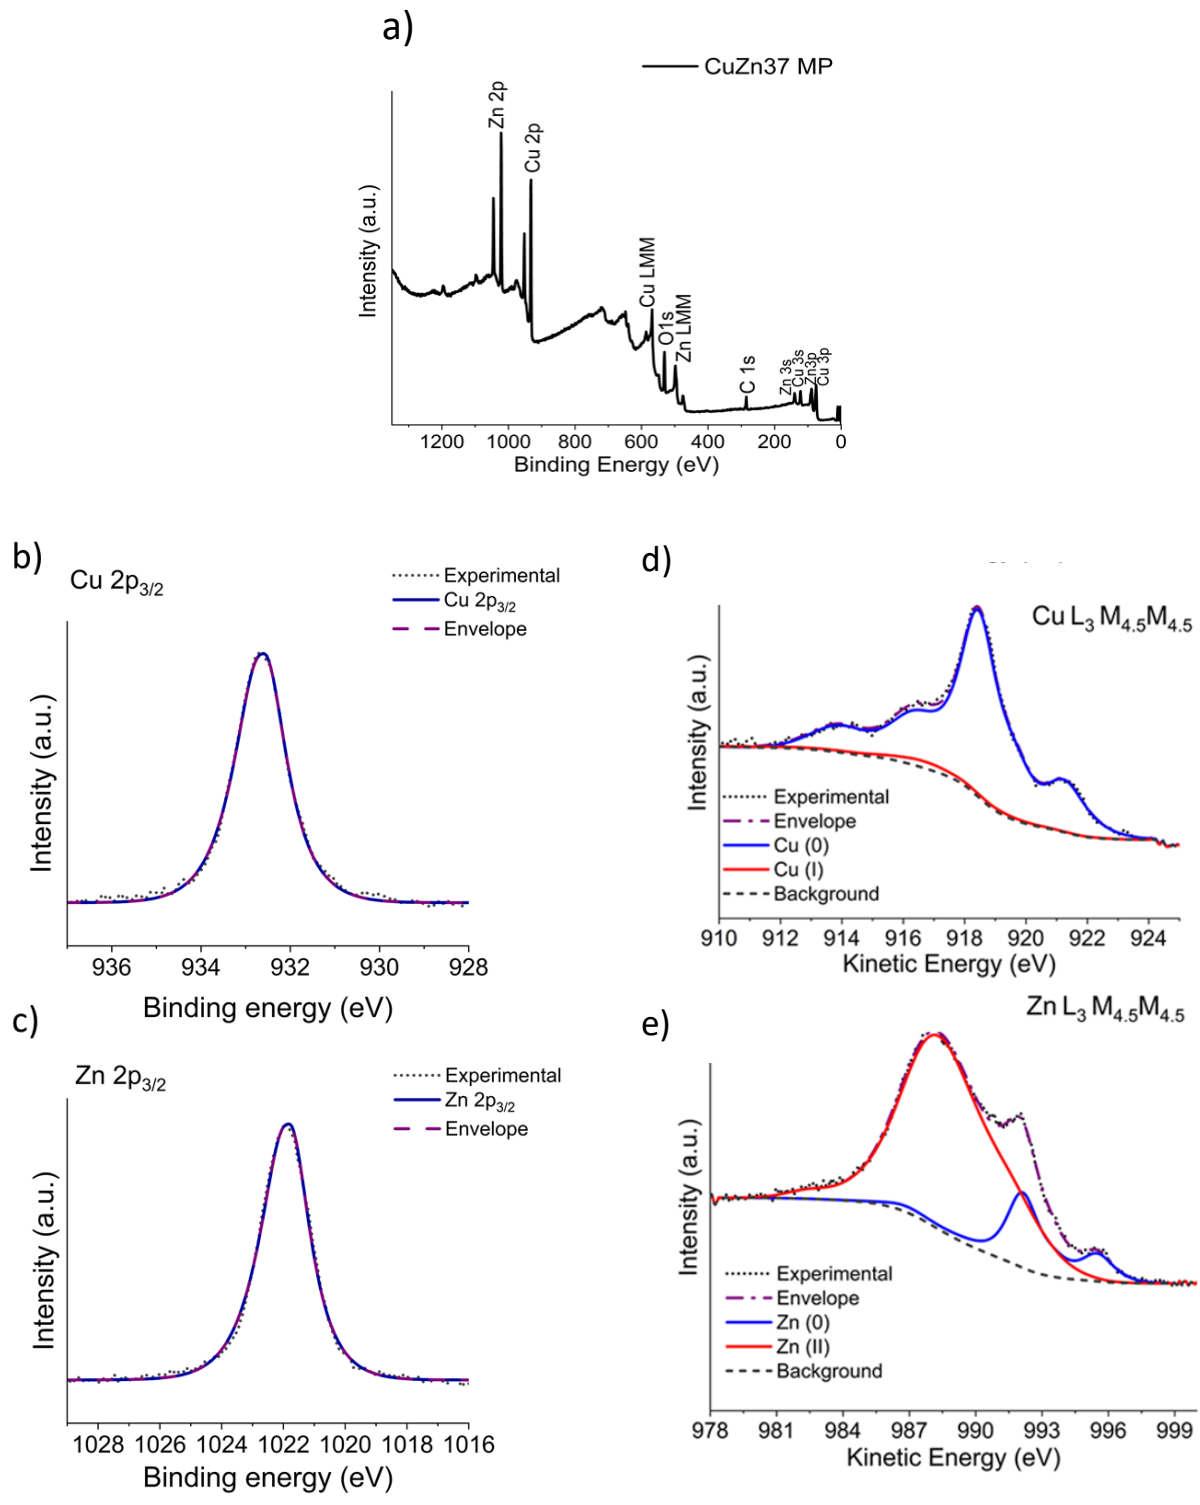 a)
CuZn37 MP
Zn 2p
Cu 2p
Cu LMM
O1s
Zn LMM
C 1s
Zn 3s
Cu 3s
Zn3p
Cu 3p
Intensity (a.u.)
1200 1000 800 600 400 200 0
Binding Energy (eV)
b)
Cu 2p3/2
Experimental
Cu 2p3/2
Envelope
Intensity (a.u.)
936 934 932 930 928
Binding energy (eV)
c)
Zn 2p3/2
Experimental
Zn 2p3/2
Envelope
Intensity (a.u.)
1028 1026 1024 1022 1020 1018 1016
Binding energy (eV)
d)
Cu L3 M4.5M4.5
Experimental
Envelope
Cu (0)
Cu (I)
Background
Intensity (a.u.)
910 912 914 916 918 920 922 924
Kinetic Energy (eV)
e)
Zn L3 M4.5M4.5
Experimental
Envelope
Zn (0)
Zn (II)
Background
Intensity (a.u.)
978 981 984 987 990 993 996 999
Kinetic Energy (eV)